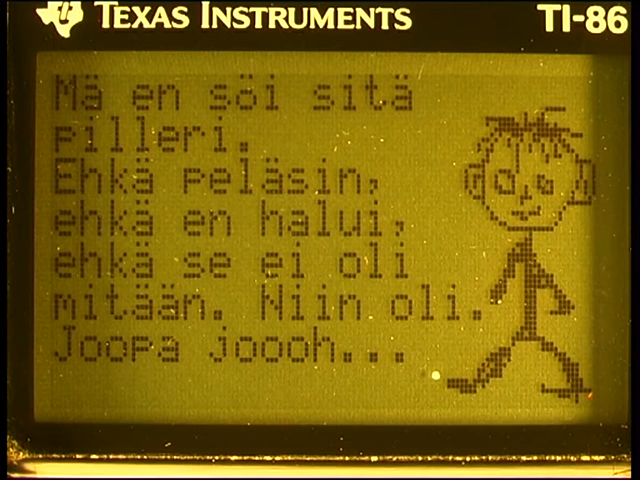 TEXAS INSTRUMENTS TI-86
Mä en söi sitä
pilleri.
Ehkä peläsin,
ehkä en halui,
ehkä se ei oli
mitään. Niin oli.
Joopa joooh...